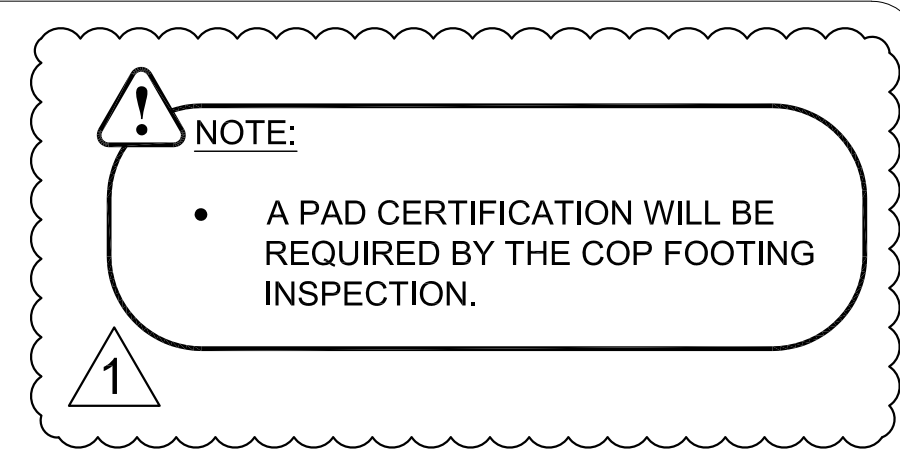 !
NOTE:
• A PAD CERTIFICATION WILL BE
REQUIRED BY THE COP FOOTING
INSPECTION.
1